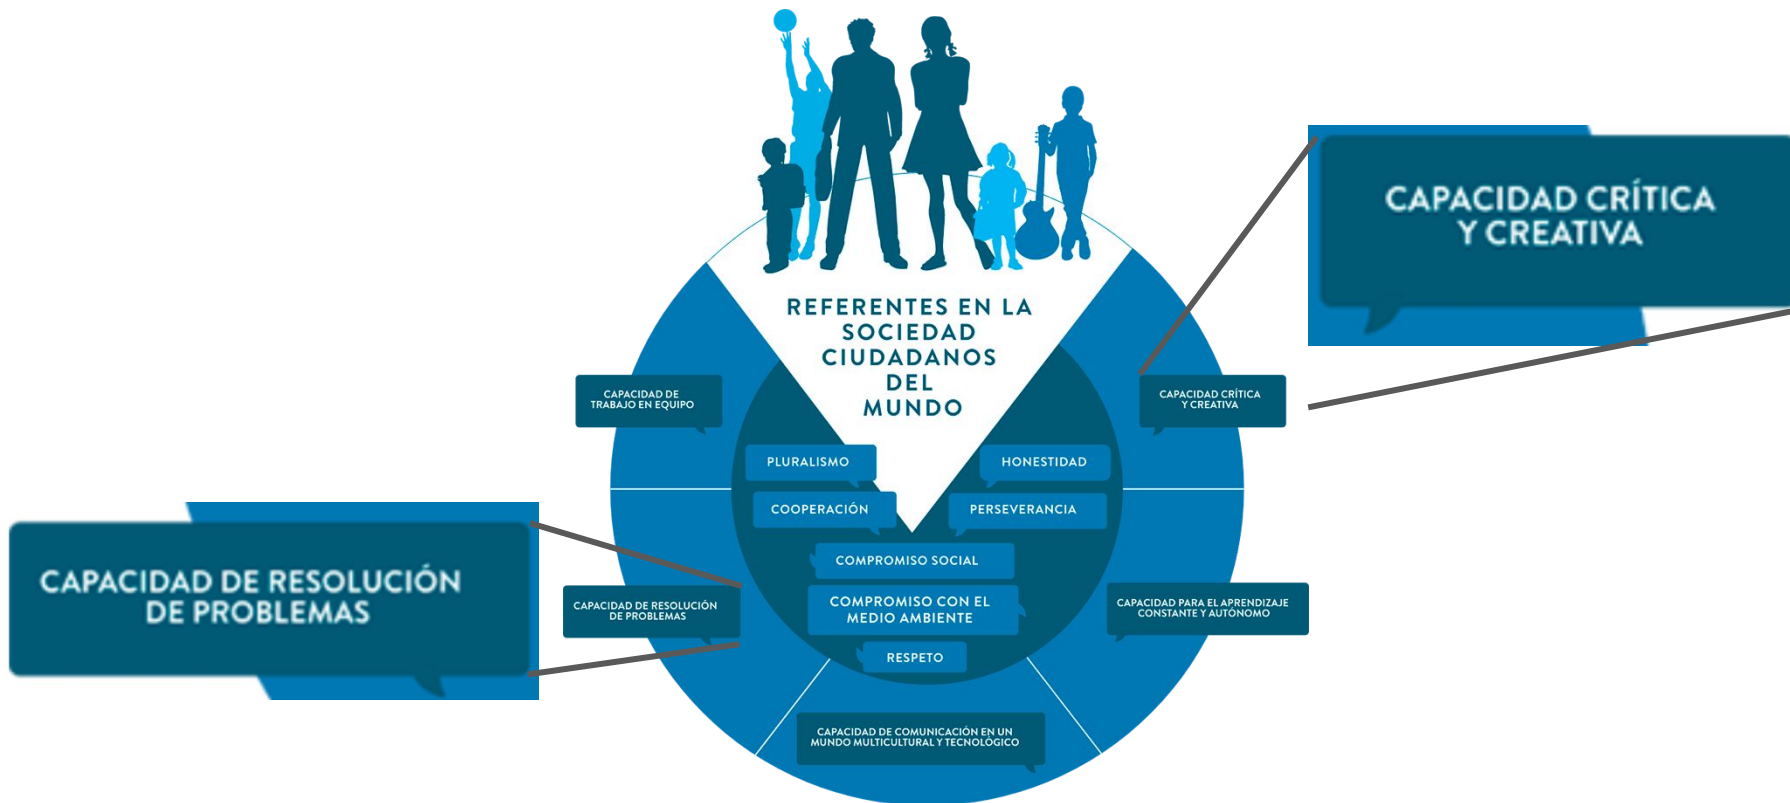 REFERENTES EN LA
SOCIEDAD
CIUDADANOS
DEL
MUNDO
CAPACIDAD CRÍTICA
Y CREATIVA
CAPACIDAD DE
TRABAJO EN EQUIPO
CAPACIDAD CRÍTICA
Y CREATIVA
PLURALISMO
HONESTIDAD
COOPERACIÓN
PERSEVERANCIA
COMPROMISO SOCIAL
COMPROMISO CON EL
MEDIO AMBIENTE
RESPETO
CAPACIDAD DE RESOLUCIÓN
DE PROBLEMAS
CAPACIDAD DE RESOLUCIÓN
DE PROBLEMAS
CAPACIDAD PARA EL APRENDIZAJE
CONSTANTE Y AUTÓNOMO
CAPACIDAD DE COMUNICACIÓN EN UN
MUNDO MULTICULTURAL Y TECNOLÓGICO